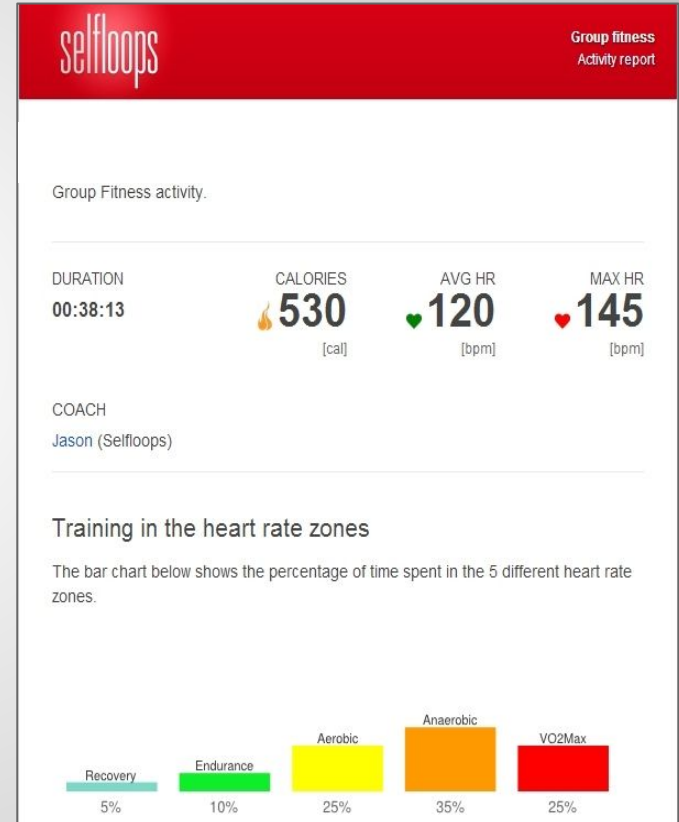 selfloops
Group fitness
Activity report
Group Fitness activity.
DURATION
00:38:13
CALORIES
530
[cal]
AVG HR
120
[bpm]
MAX HR
145
[bpm]
COACH
Jason (Selfloops)
Training in the heart rate zones
The bar chart below shows the percentage of time spent in the 5 different heart rate
zones.
Recovery
5%
Endurance
10%
Aerobic
25%
Anaerobic
35%
VO2Max
25%